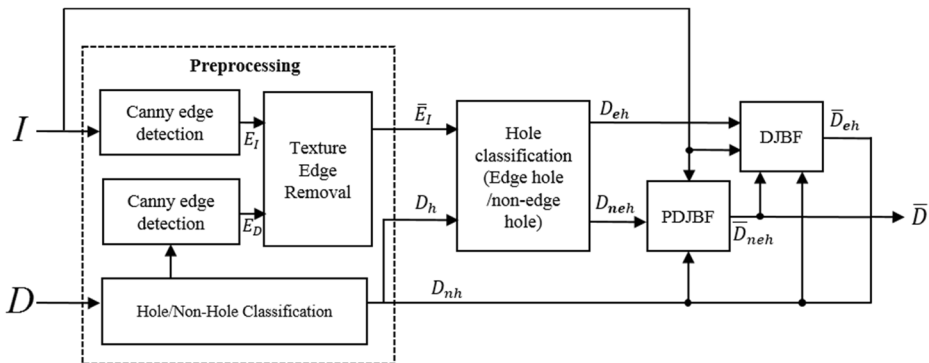 Preprocessing
I
Canny edge
detection
E_I
Texture
Edge
Removal
Ē_I
Hole
classification
(Edge hole
/non-edge
hole)
D_eh
DJBF
D̄_eh
Canny edge
detection
E_D
D_h
D_neh
PDJBF
D̄_neh
D̄
D
Hole/Non-Hole Classification
D_nh